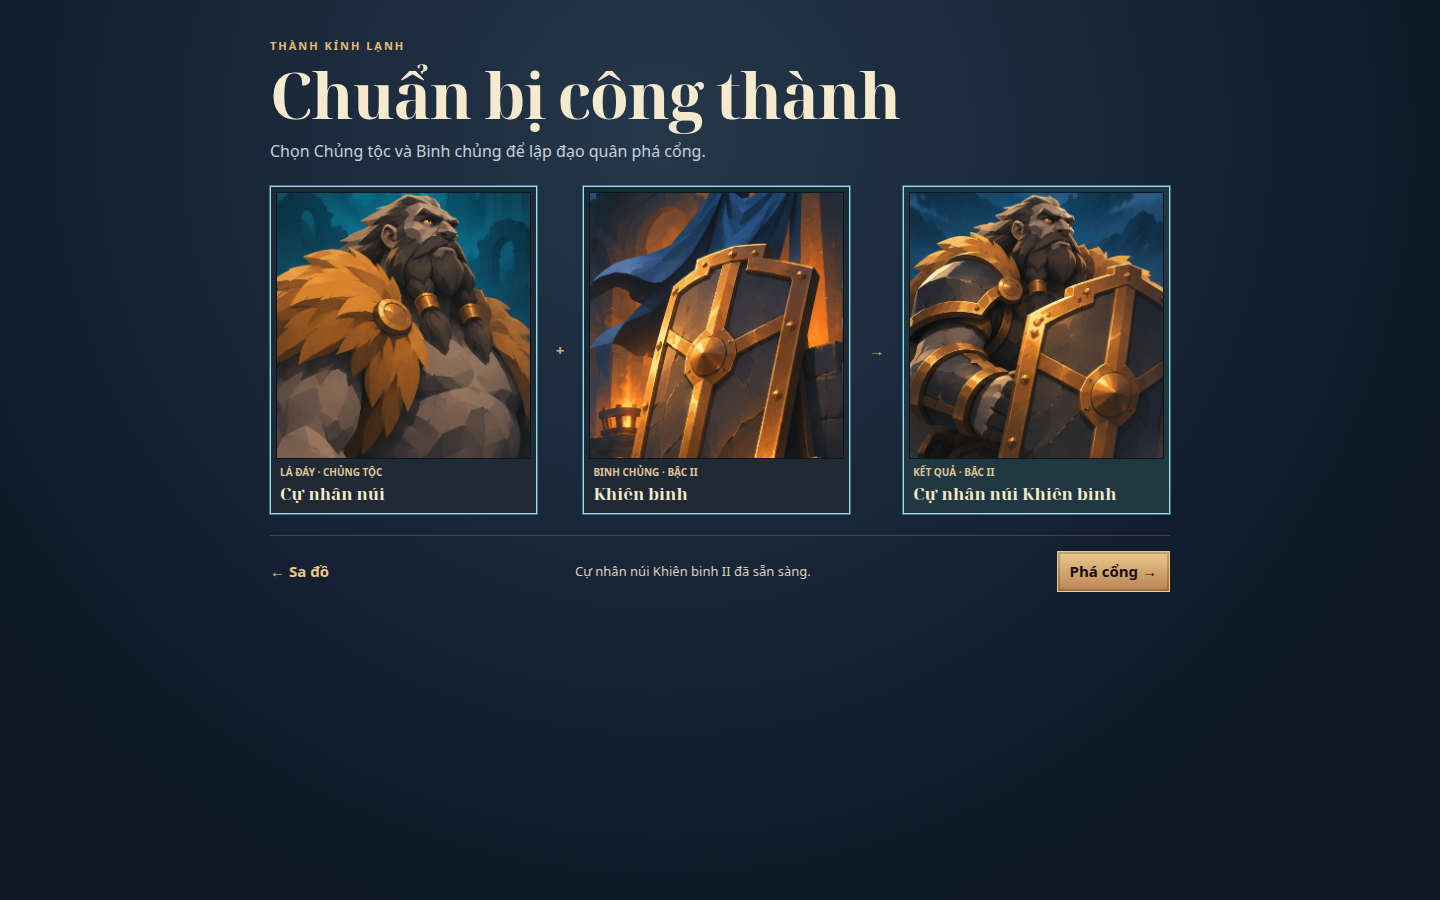 THÀNH KÍNH LẠNH
Chuẩn bị công thành
Chọn Chủng tộc và Binh chủng để lập đạo quân phá cổng.
+
→
LÁ ĐÁY · CHỦNG TỘC
Cự nhân núi
BINH CHỦNG · BẬC II
Khiên binh
KẾT QUẢ · BẬC II
Cự nhân núi Khiên binh
← Sa đồ
Cự nhân núi Khiên binh II đã sẵn sàng.
Phá cổng →